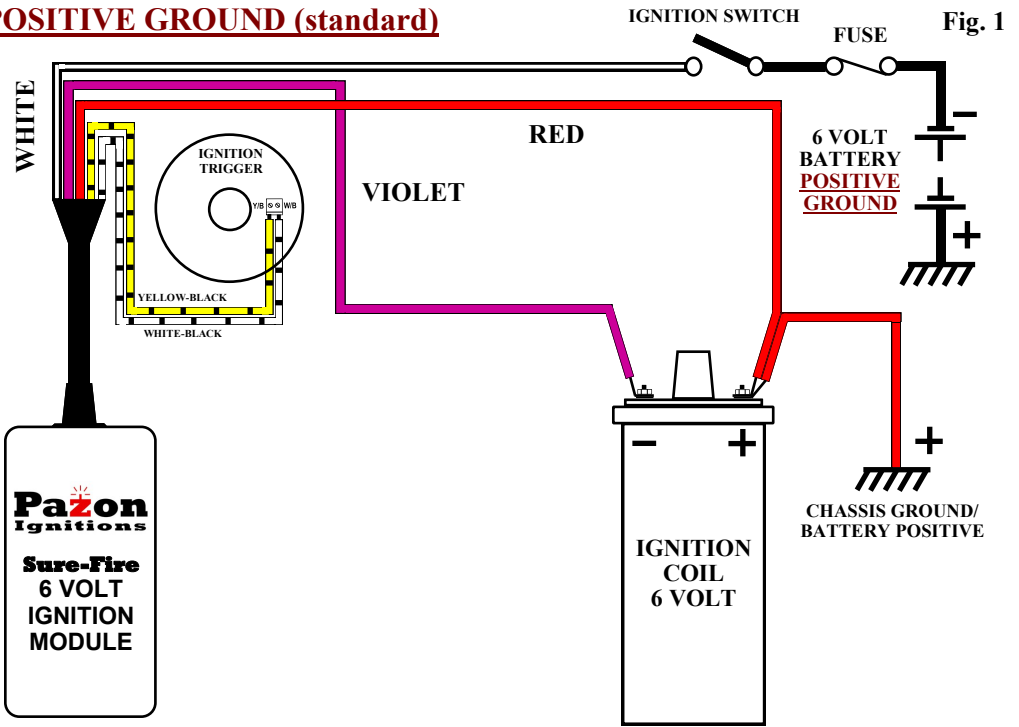 POSITIVE GROUND (standard)
IGNITION SWITCH
FUSE
Fig. 1
WHITE
RED
VIOLET
IGNITION
TRIGGER
Y/B
W/B
YELLOW-BLACK
WHITE-BLACK
6 VOLT
BATTERY
POSITIVE
GROUND
−
+
Pazon
Ignitions
Sure-Fire
6 VOLT
IGNITION
MODULE
− +
IGNITION
COIL
6 VOLT
+
CHASSIS GROUND/
BATTERY POSITIVE